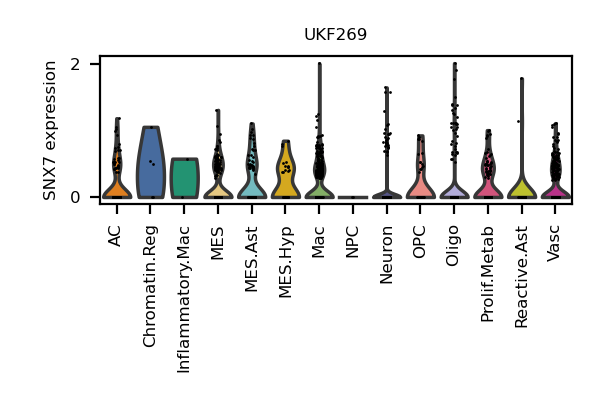 UKF269
SNX7 expression
2
0
AC
Chromatin.Reg
Inflammatory.Mac
MES
MES.Ast
MES.Hyp
Mac
NPC
Neuron
OPC
Oligo
Prolif.Metab
Reactive.Ast
Vasc